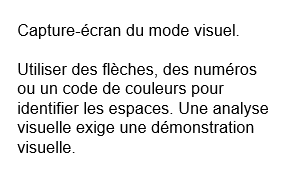 Capture-écran du mode visuel.
Utiliser des flèches, des numéros
ou un code de couleurs pour
identifier les espaces. Une analyse
visuelle exige une démonstration
visuelle.